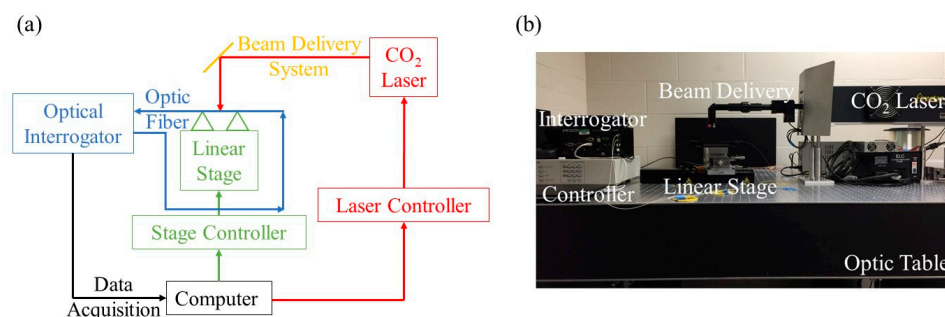 (a)
Beam Delivery
System
CO₂
Laser
Optical
Interrogator
Optic
Fiber
Linear
Stage
Laser Controller
Stage Controller
Data
Acquisition
Computer
(b)
Beam Delivery
CO₂ Laser
Interrogator
Controller
Linear Stage
Optic Table